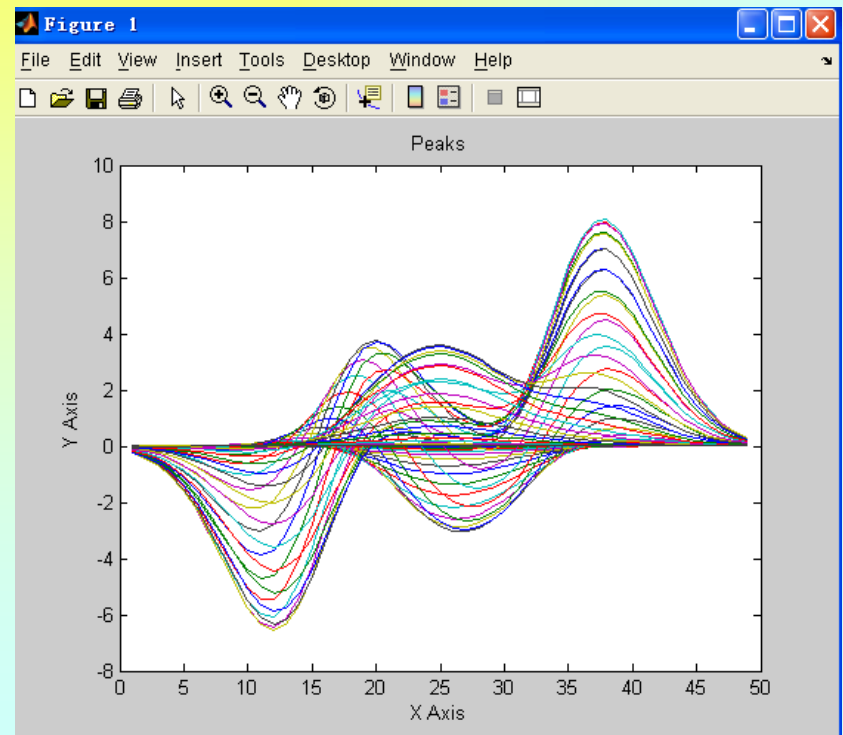 Figure 1
File Edit View Insert Tools Desktop Window Help
Peaks
10
8
6
4
2
0
-2
-4
-6
-8
Y Axis
0 5 10 15 20 25 30 35 40 45 50
X Axis